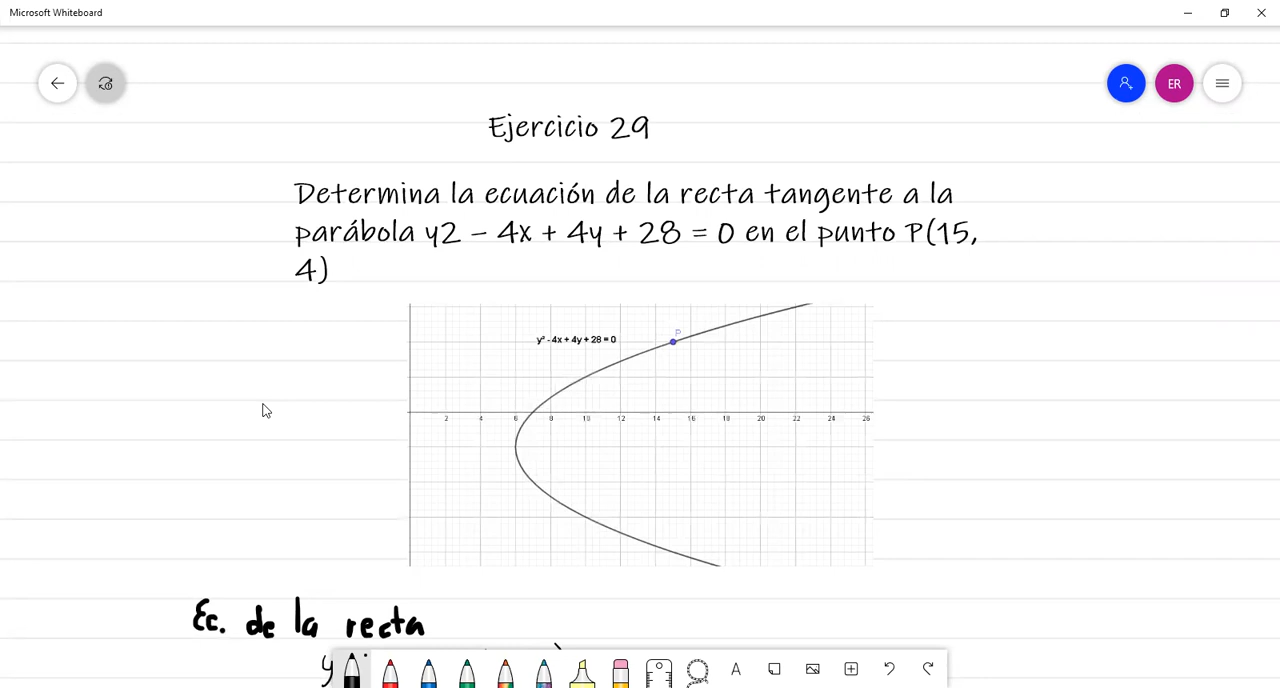 Microsoft Whiteboard
ER
Ejercicio 29
Determina la ecuación de la recta tangente a la
parábola y2 - 4x + 4y + 28 = 0 en el punto P(15,
4)
P
y² - 4x + 4y + 28 = 0
2 4 6 8 10 12 14 16 18 20 22 24 26
Ec. de la recta
y
A